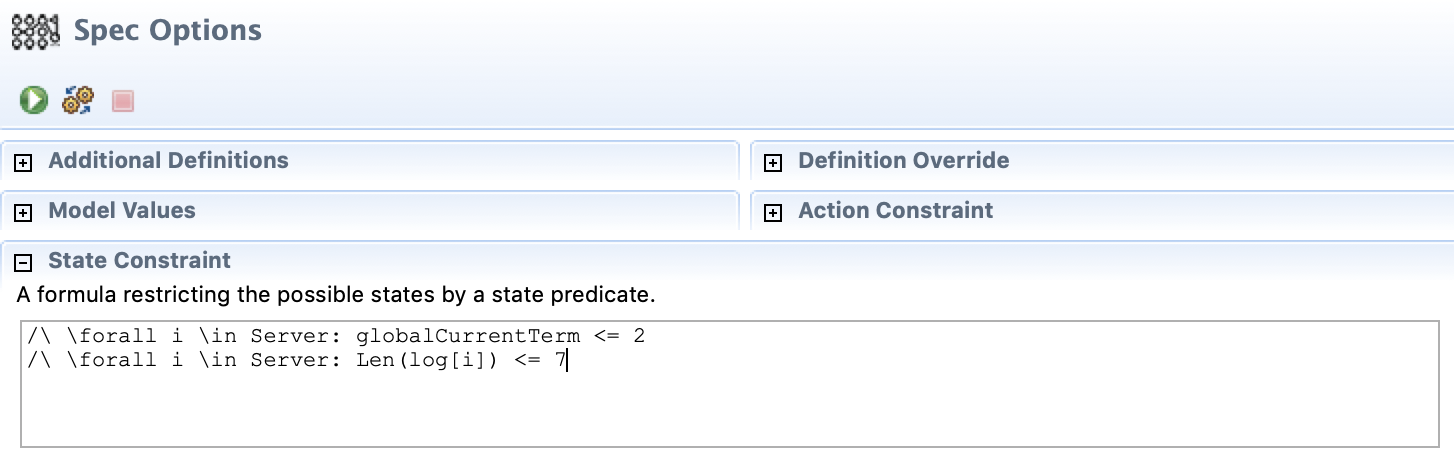 Spec Options
Additional Definitions
Definition Override
Model Values
Action Constraint
State Constraint
A formula restricting the possible states by a state predicate.
/\ \forall i \in Server: globalCurrentTerm <= 2
/\ \forall i \in Server: Len(log[i]) <= 7